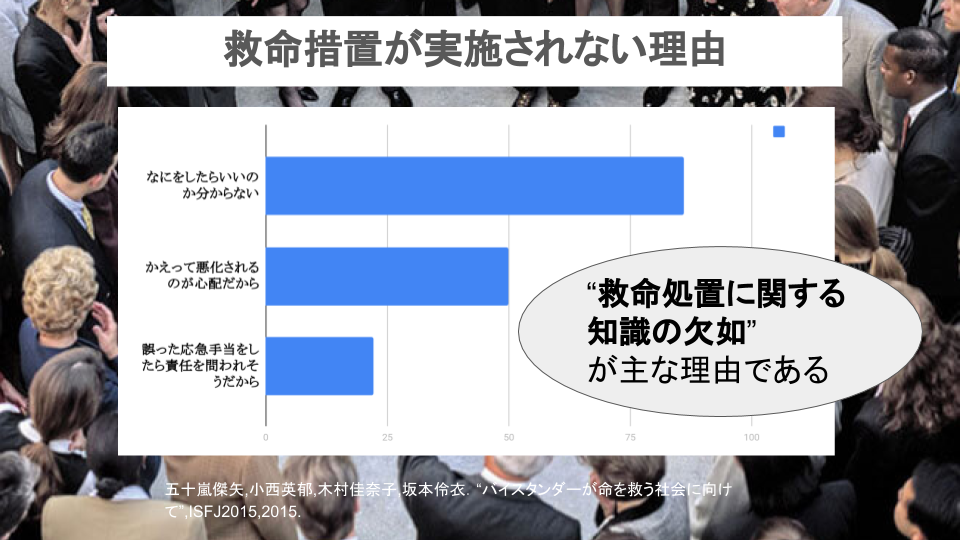 救命措置が実施されない理由
なにをしたらいいの
か分からない
かえって悪化される
のが心配だから
誤った応急手当をし
たら責任を問われそ
うだから
“救命処置に関する
知識の欠如”
が主な理由である
0 25 50 75 100
五十嵐傑矢,小西英郁,木村佳奈子,坂本伶衣. “バイスタンダーが命を救う社会に向け
て”,ISFJ2015,2015.